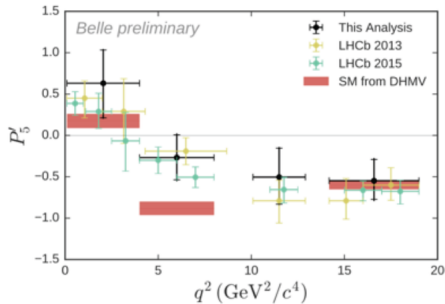 1.5
Belle preliminary
This Analysis
LHCb 2013
LHCb 2015
SM from DHMV
1.0
0.5
0.0
−0.5
−1.0
−1.5
P′5
0 5 10 15 20
q² (GeV²/c⁴)